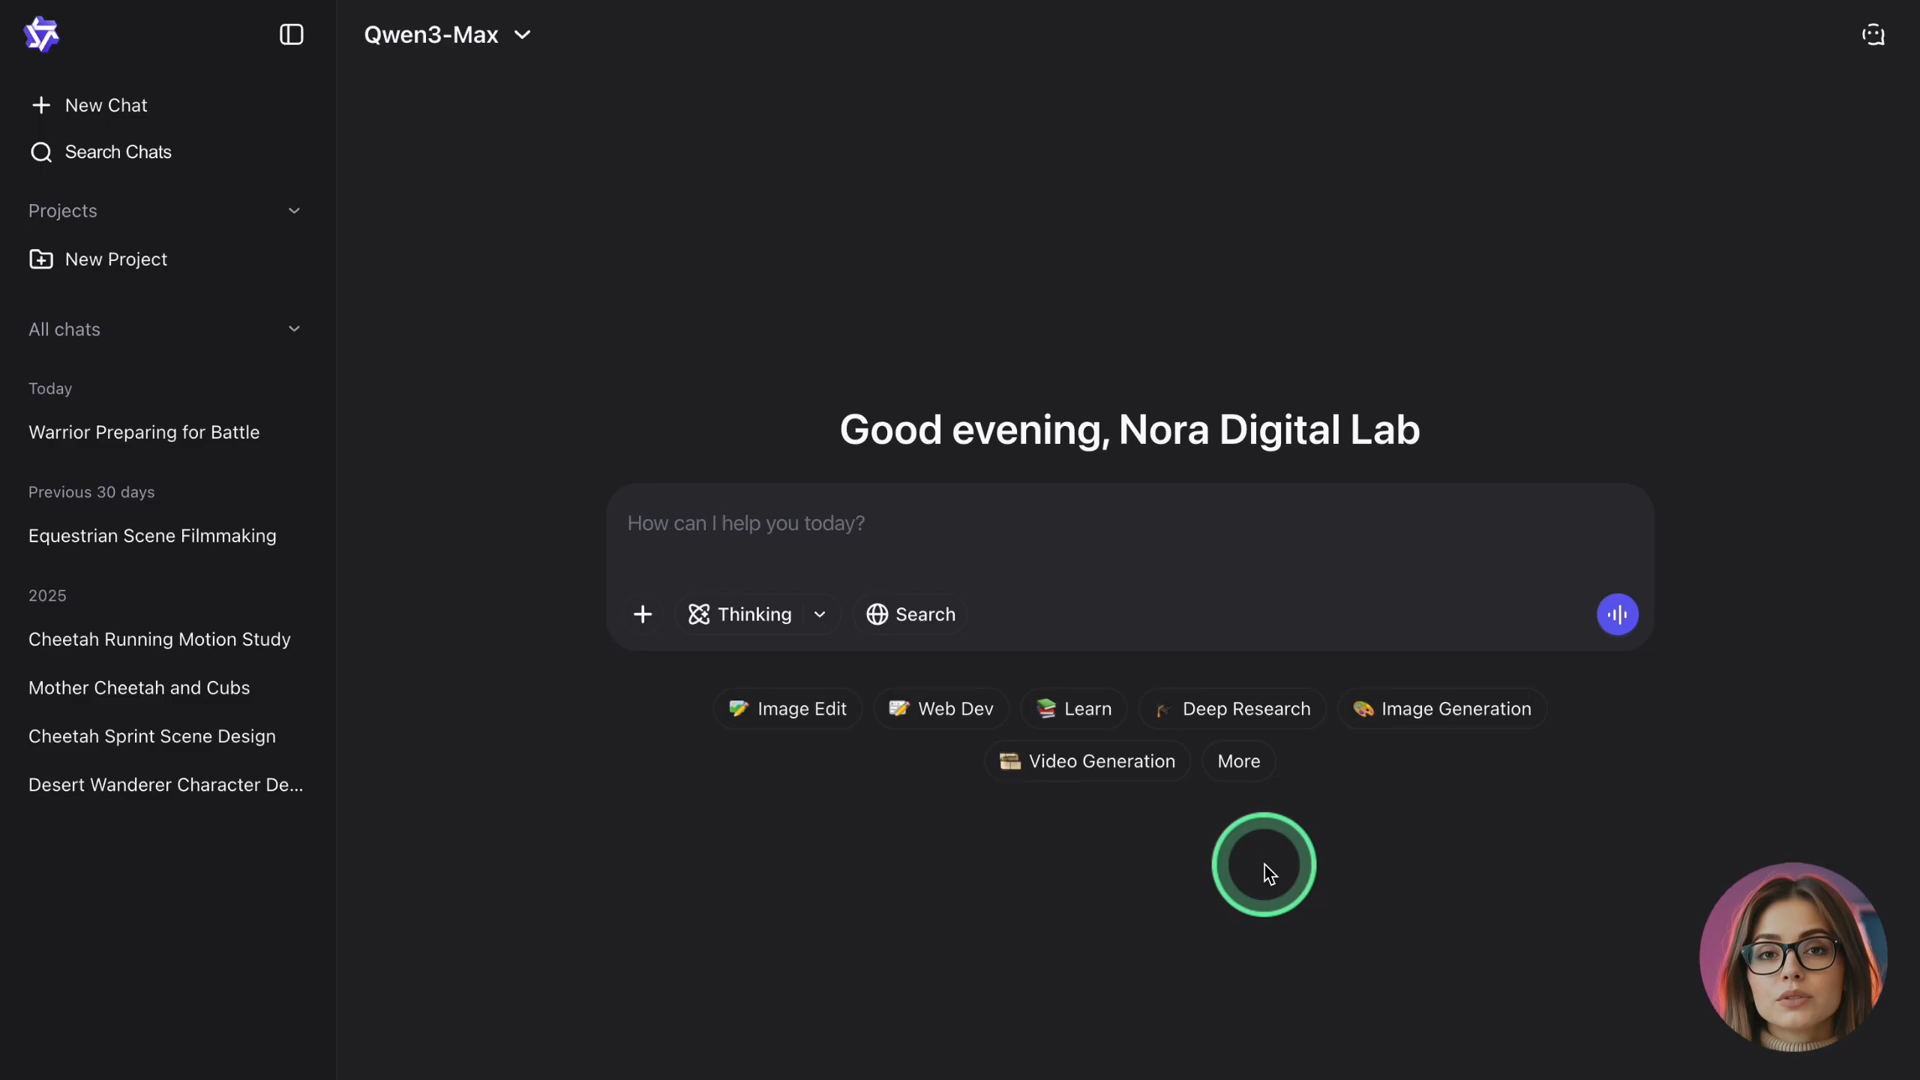 Qwen3-Max
New Chat
Search Chats
Projects
New Project
All chats
Today
Warrior Preparing for Battle
Previous 30 days
Equestrian Scene Filmmaking
2025
Cheetah Running Motion Study
Mother Cheetah and Cubs
Cheetah Sprint Scene Design
Desert Wanderer Character De...
Good evening, Nora Digital Lab
How can I help you today?
Thinking
Search
Image Edit
Web Dev
Learn
Deep Research
Image Generation
Video Generation
More